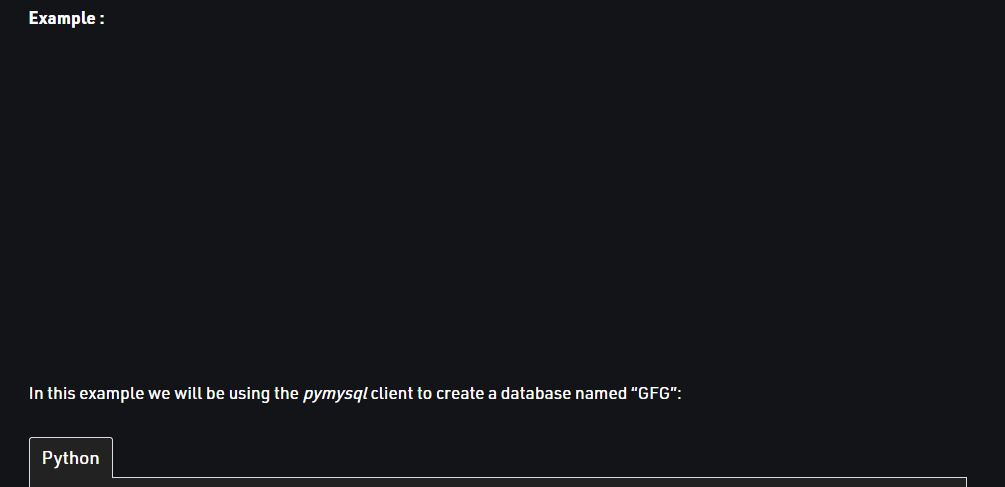 Example :
In this example we will be using the pymysql client to create a database named “GFG”:
Python